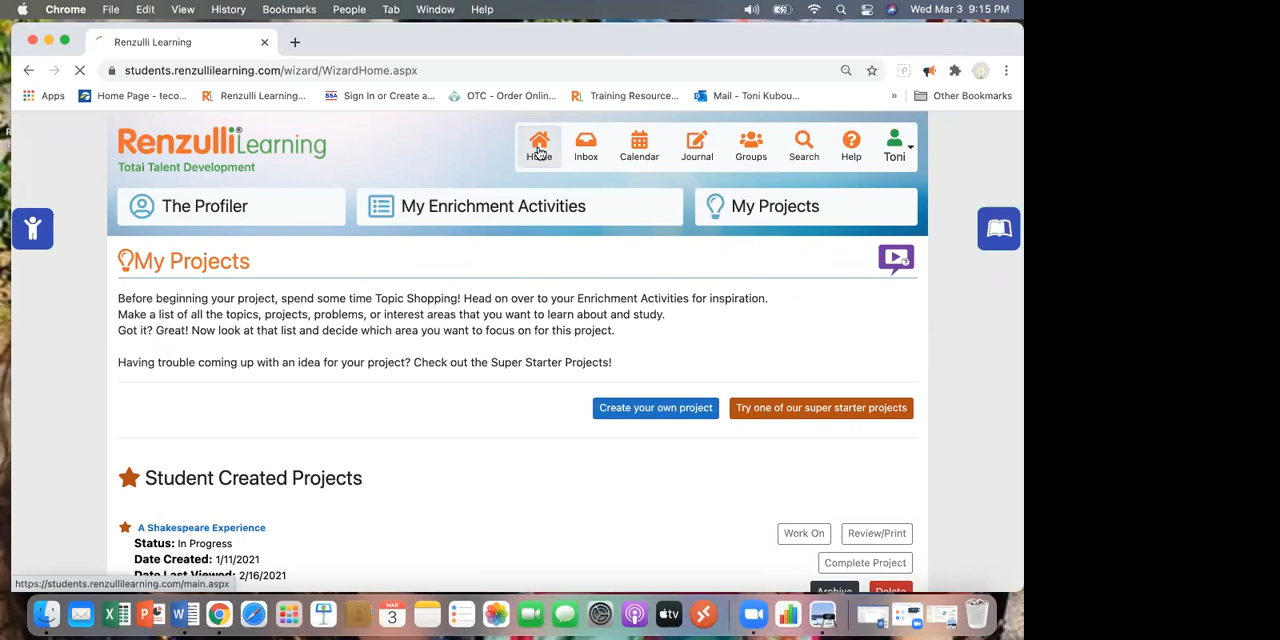 Chrome File Edit View History Bookmarks People Tab Window Help Wed Mar 3 9:15 PM
Renzulli Learning
students.renzullilearning.com/wizard/WizardHome.aspx
Apps Home Page - teco... Renzulli Learning... Sign In or Create a... OTC - Order Onlin... Training Resource... Mail - Toni Kubou... » Other Bookmarks
Renzulli Learning
Total Talent Development
Home Inbox Calendar Journal Groups Search Help Toni
The Profiler My Enrichment Activities My Projects
My Projects
Before beginning your project, spend some time Topic Shopping! Head on over to your Enrichment Activities for inspiration.
Make a list of all the topics, projects, problems, or interest areas that you want to learn about and study.
Got it? Great! Now look at that list and decide which area you want to focus on for this project.
Having trouble coming up with an idea for your project? Check out the Super Starter Projects!
Create your own project Try one of our super starter projects
Student Created Projects
A Shakespeare Experience
Status: In Progress
Work On Review/Print
Date Created: 1/11/2021
Complete Project
Date Last Viewed: 2/16/2021
Archive Delete
https://students.renzullilearning.com/main.aspx
MAR
3
tv